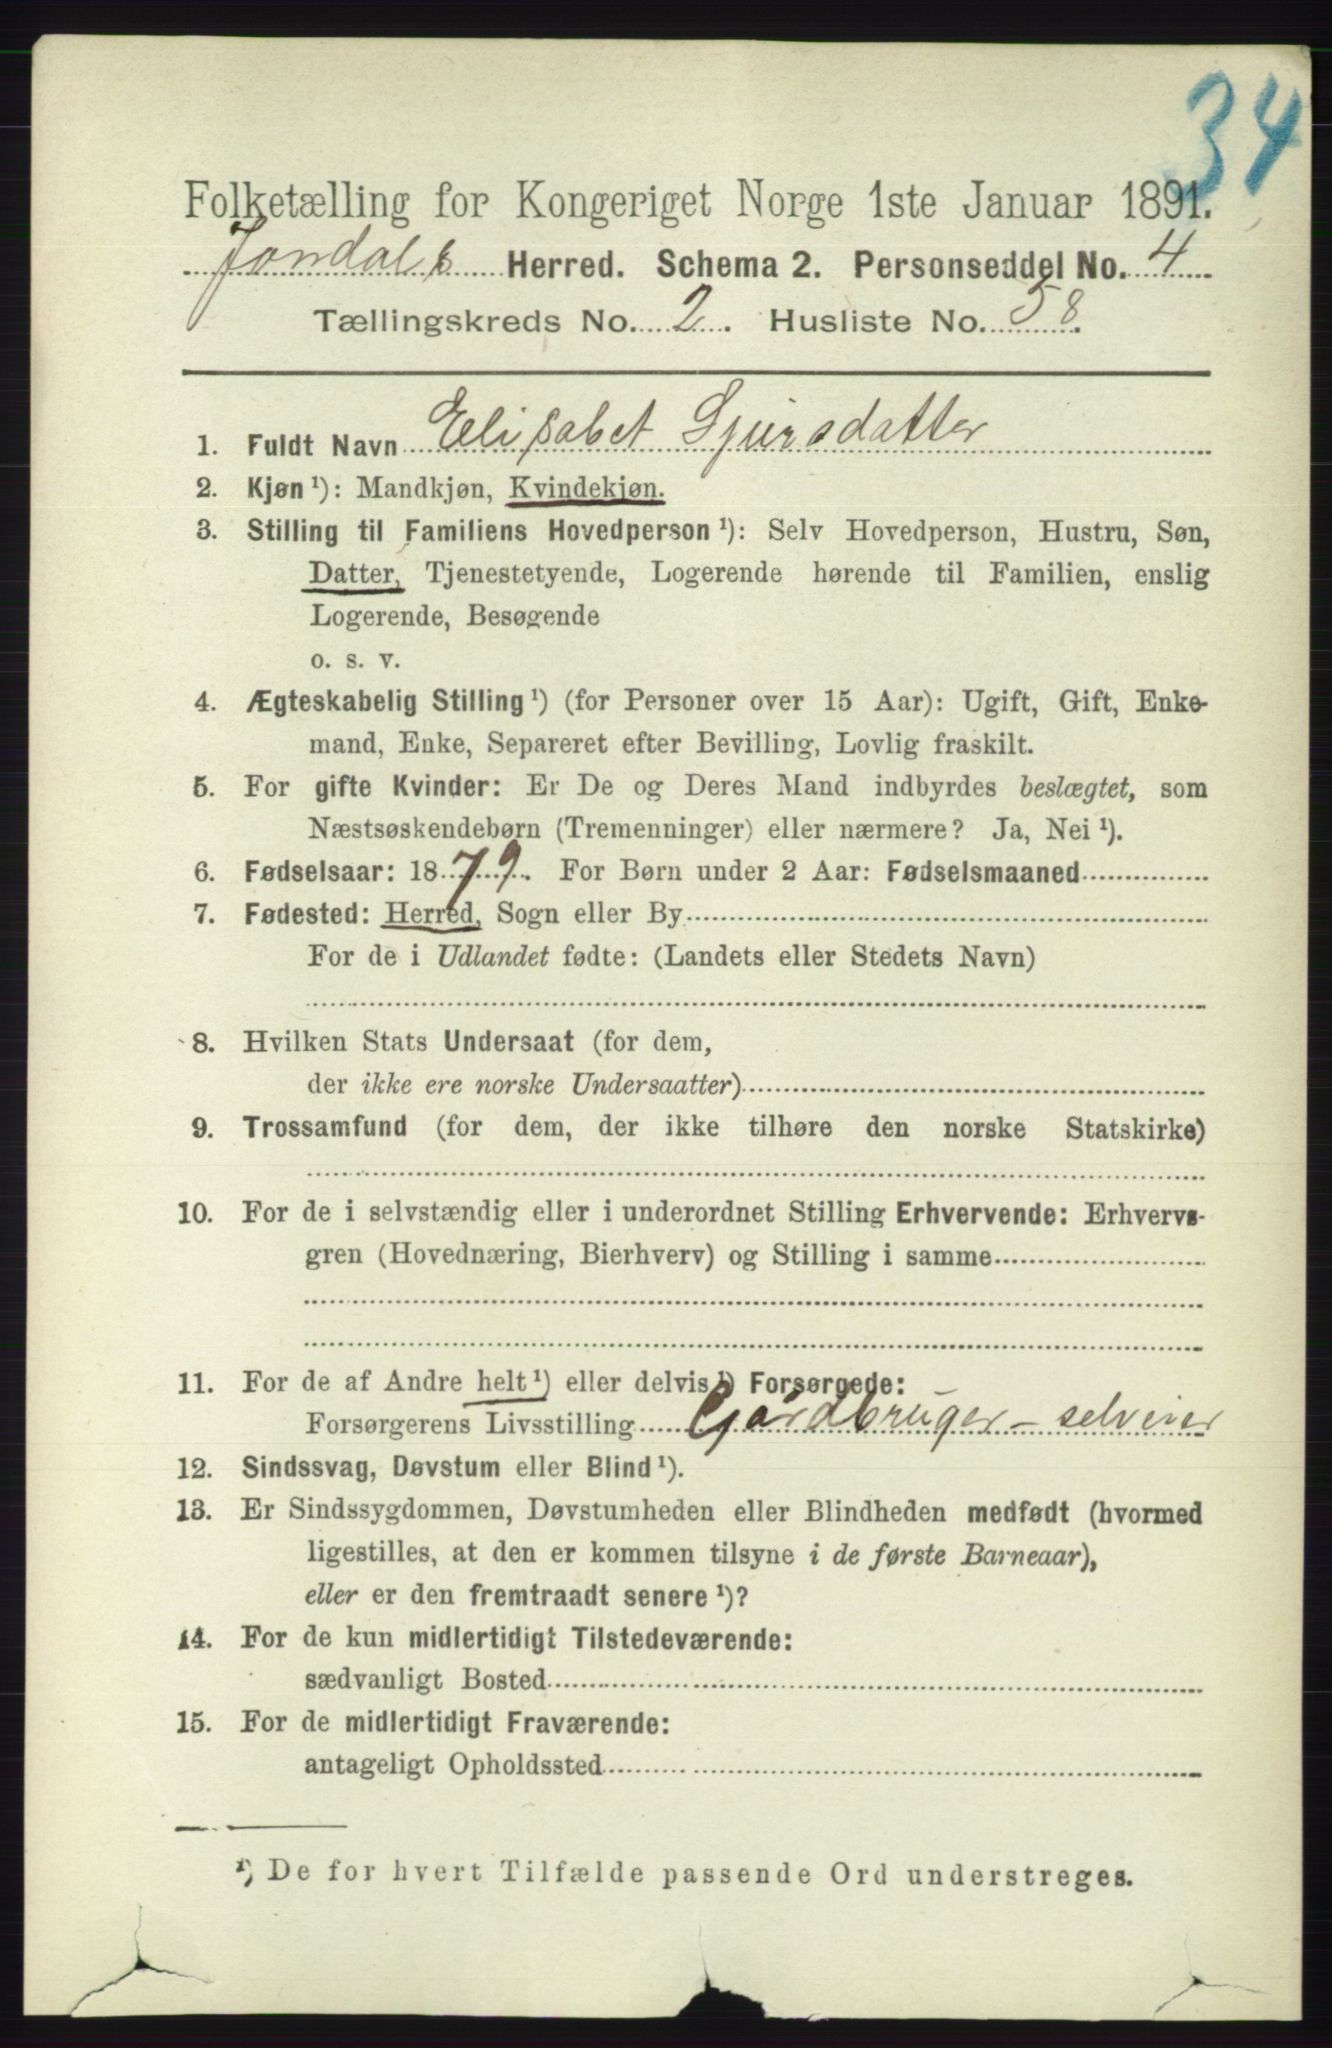 34
Folketælling for Kongeriget Norge 1ste Januar 1891.
Jondals Herred. Schema 2. Personseddel No. 4
Tællingskreds No. 2. Husliste No. 58.
1. Fuldt Navn Elisabet Sjursdatter
2. Kjøn ¹): Mandkjøn, Kvindekjøn.
3. Stilling til Familiens Hovedperson ¹): Selv Hovedperson, Hustru, Søn,
Datter, Tjenestetyende, Logerende hørende til Familien, enslig
Logerende, Besøgende
o. s. v.
4. Ægteskabelig Stilling ¹) (for Personer over 15 Aar): Ugift, Gift, Enke-
mand, Enke, Separeret efter Bevilling, Lovlig fraskilt.
5. For gifte Kvinder: Er De og Deres Mand indbyrdes beslægtet, som
Næstsøskendebørn (Tremenninger) eller nærmere? Ja, Nei ¹).
6. Fødselsaar: 1879. For Børn under 2 Aar: Fødselsmaaned
7. Fødested: Herred, Sogn eller By
For de i Udlandet fødte: (Landets eller Stedets Navn)
8. Hvilken Stats Undersaat (for dem,
der ikke ere norske Undersaatter)
9. Trossamfund (for dem, der ikke tilhøre den norske Statskirke)
10. For de i selvstændig eller i underordnet Stilling Erhvervende: Erhvervs-
gren (Hovednæring, Bierhverv) og Stilling i samme
11. For de af Andre helt ¹) eller delvis ¹) Forsørgede:
Forsørgerens Livsstilling Gårdbruger - selveier
12. Sindssvag, Døvstum eller Blind ¹).
13. Er Sindssygdommen, Døvstumheden eller Blindheden medfødt (hvormed
ligestilles, at den er kommen tilsyne i de første Barneaar),
eller er den fremtraadt senere ¹)?
14. For de kun midlertidigt Tilstedeværende:
sædvanligt Bosted
15. For de midlertidigt Fraværende:
antageligt Opholdssted
¹) De for hvert Tilfælde passende Ord understreges.